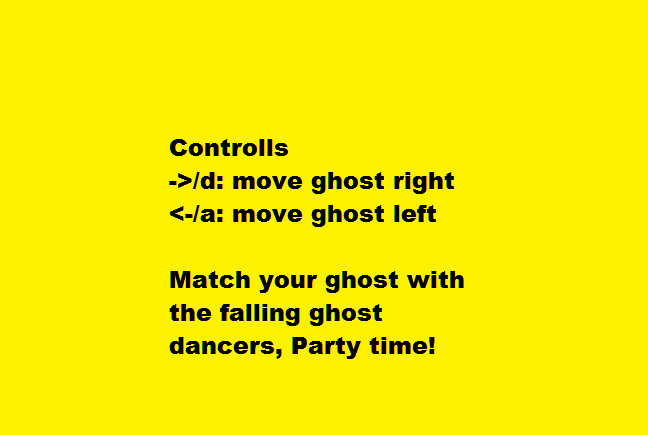 Controlls
->/d: move ghost right
<-/a: move ghost left
Match your ghost with
the falling ghost
dancers, Party time!